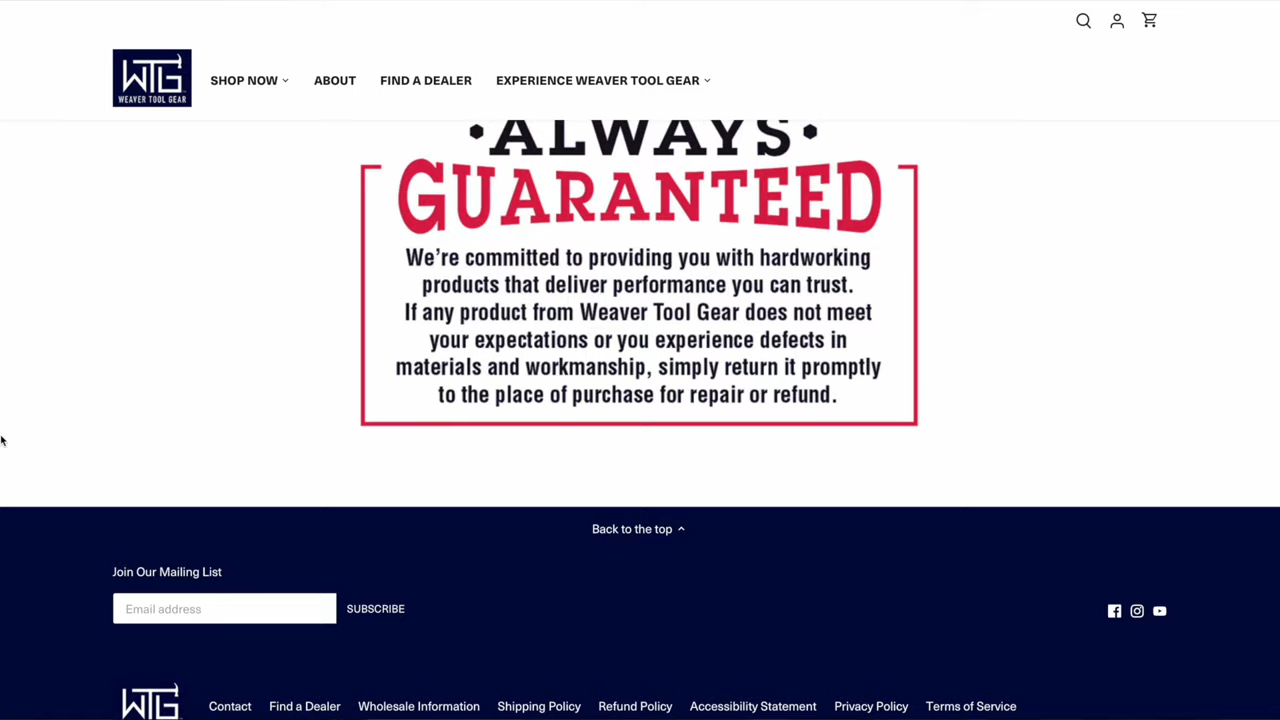 WTG
WEAVER TOOL GEAR
SHOP NOW
ABOUT
FIND A DEALER
EXPERIENCE WEAVER TOOL GEAR
•ALWAYS•
GUARANTEED
We're committed to providing you with hardworking
products that deliver performance you can trust.
If any product from Weaver Tool Gear does not meet
your expectations or you experience defects in
materials and workmanship, simply return it promptly
to the place of purchase for repair or refund.
Back to the top
Join Our Mailing List
Email address
SUBSCRIBE
WTG
Contact
Find a Dealer
Wholesale Information
Shipping Policy
Refund Policy
Accessibility Statement
Privacy Policy
Terms of Service